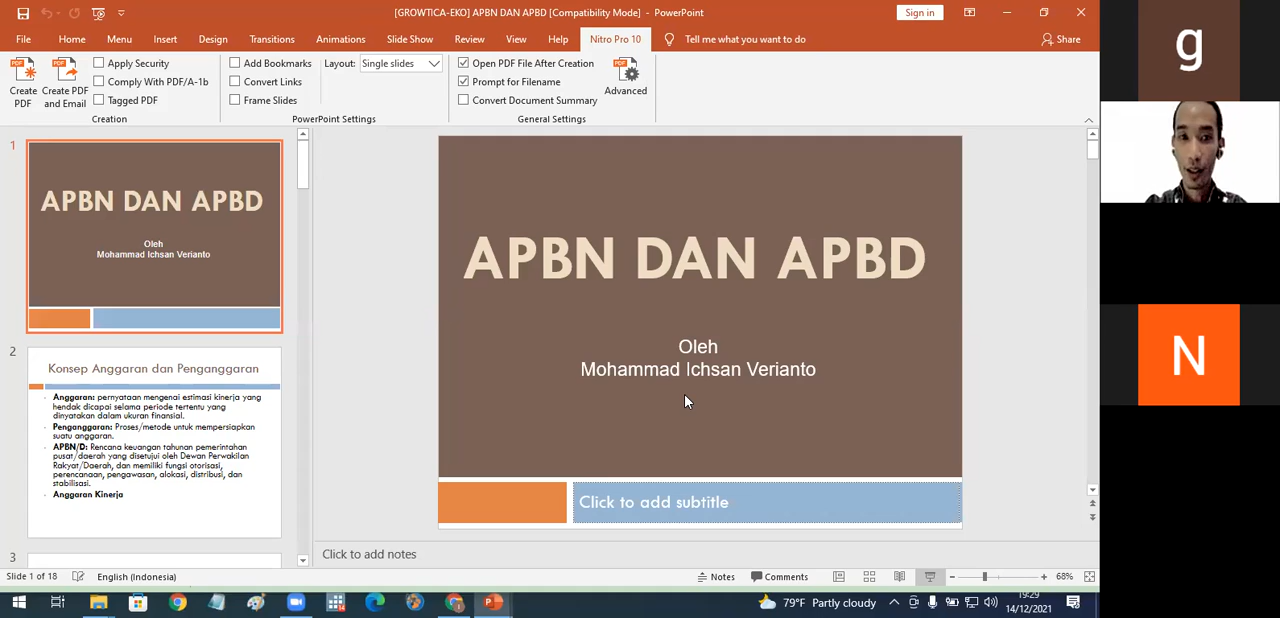 [GROWTICA-EKO] APBN DAN APBD [Compatibility Mode] - PowerPoint
Sign in
File Home Menu Insert Design Transitions Animations Slide Show Review View Help Nitro Pro 10 Tell me what you want to do Share
Create PDF
Create PDF and Email
Apply Security
Comply With PDF/A-1b
Tagged PDF
Creation
Add Bookmarks
Convert Links
Frame Slides
Layout: Single slides
PowerPoint Settings
Open PDF File After Creation
Prompt for Filename
Convert Document Summary
General Settings
Advanced
1
APBN DAN APBD
Oleh
Mohammad Ichsan Verianto
2
Konsep Anggaran dan Penganggaran
Anggaran: pernyataan mengenai estimasi kinerja yang
hendak dicapai selama periode tertentu yang
dinyatakan dalam ukuran finansial.
Penganggaran: Proses/metode untuk mempersiapkan
suatu anggaran.
APBN/D: Rencana keuangan tahunan pemerintahan
pusat/daerah yang disetujui oleh Dewan Perwakilan
Rakyat/Daerah, dan memiliki fungsi otorisasi,
perencanaan, pengawasan, alokasi, distribusi, dan
stabilisasi.
Anggaran Kinerja
3
APBN DAN APBD
Oleh
Mohammad Ichsan Verianto
Click to add subtitle
Click to add notes
Slide 1 of 18 English (Indonesia) Notes Comments 68%
79°F Partly cloudy
19:29
14/12/2021
g
N